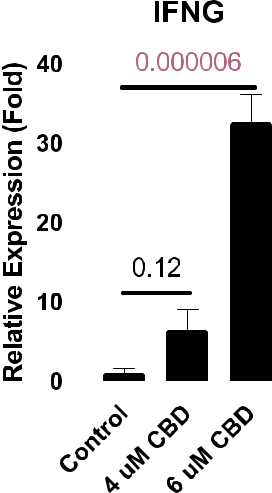 IFNG
0.000006
Relative Expression (Fold)
40
30
20
10
0
0.12
Control
4 uM CBD
6 uM CBD